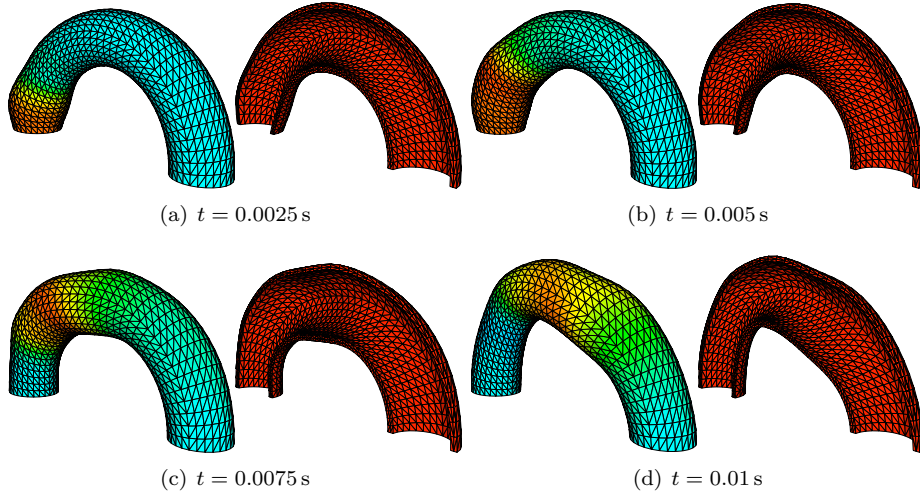 (a) t = 0.0025 s
(b) t = 0.005 s
(c) t = 0.0075 s
(d) t = 0.01 s